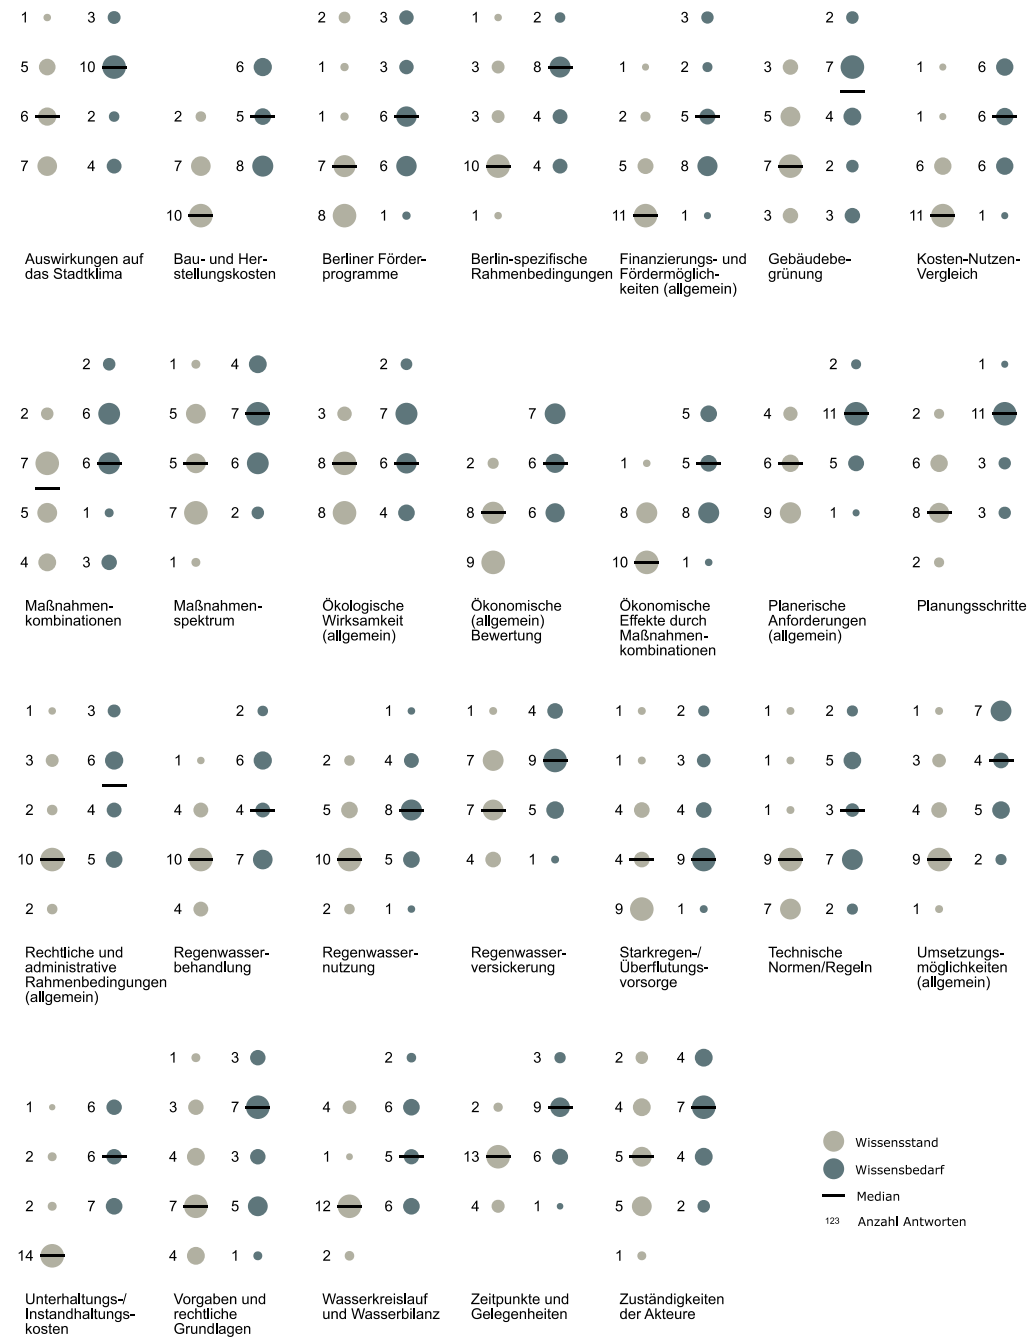 1 3 2 3 1 2 3 2
5 10 6 1 3 3 8 1 2 3 7 1 6
6 2 2 5 1 6 3 4 2 5 5 4 1 6
7 4 7 8 7 6 10 4 5 8 7 2 6 6
10 8 1 1 11 1 3 3 11 1
Auswirkungen auf
das Stadtklima
Bau- und Her-
stellungskosten
Berliner Förder-
programme
Berlin-spezifische
Rahmenbedingungen
Finanzierungs- und
Fördermöglich-
keiten (allgemein)
Gebäudebe-
grünung
Kosten-Nutzen-
Vergleich
2 1 4 2 2 1
2 6 5 7 3 7 7 5 4 11 2 11
7 6 5 6 8 6 2 6 1 5 6 5 6 3
5 1 7 2 8 4 8 6 8 8 9 1 8 3
4 3 1 9 10 1 2
Maßnahmen-
kombinationen
Maßnahmen-
spektrum
Ökologische
Wirksamkeit
(allgemein)
Ökonomische
(allgemein)
Bewertung
Ökonomische
Effekte durch
Maßnahmen-
kombinationen
Planerische
Anforderungen
(allgemein)
Planungsschritte
1 3 2 1 1 4 1 2 1 2 1 7
3 6 1 6 2 4 7 9 1 3 1 5 3 4
2 4 4 4 5 8 7 5 4 4 1 3 4 5
10 5 10 7 10 5 4 1 4 9 9 7 9 2
2 4 2 1 9 1 7 2 1
Rechtliche und
administrative
Rahmenbedingungen
(allgemein)
Regenwasser-
behandlung
Regenwasser-
nutzung
Regenwasser-
versickerung
Starkregen-/
Überflutungs-
vorsorge
Technische
Normen/Regeln
Umsetzungs-
möglichkeiten
(allgemein)
1 3 2 3 2 4
1 6 3 7 4 6 2 9 4 7
2 6 4 3 1 5 13 6 5 4
2 7 7 5 12 6 4 1 5 2
14 4 1 2 1
Unterhaltungs-/
Instandhaltungs-
kosten
Vorgaben und
rechtliche
Grundlagen
Wasserkreislauf
und Wasserbilanz
Zeitpunkte und
Gelegenheiten
Zuständigkeiten
der Akteure
Wissensstand
Wissensbedarf
Median
123 Anzahl Antworten